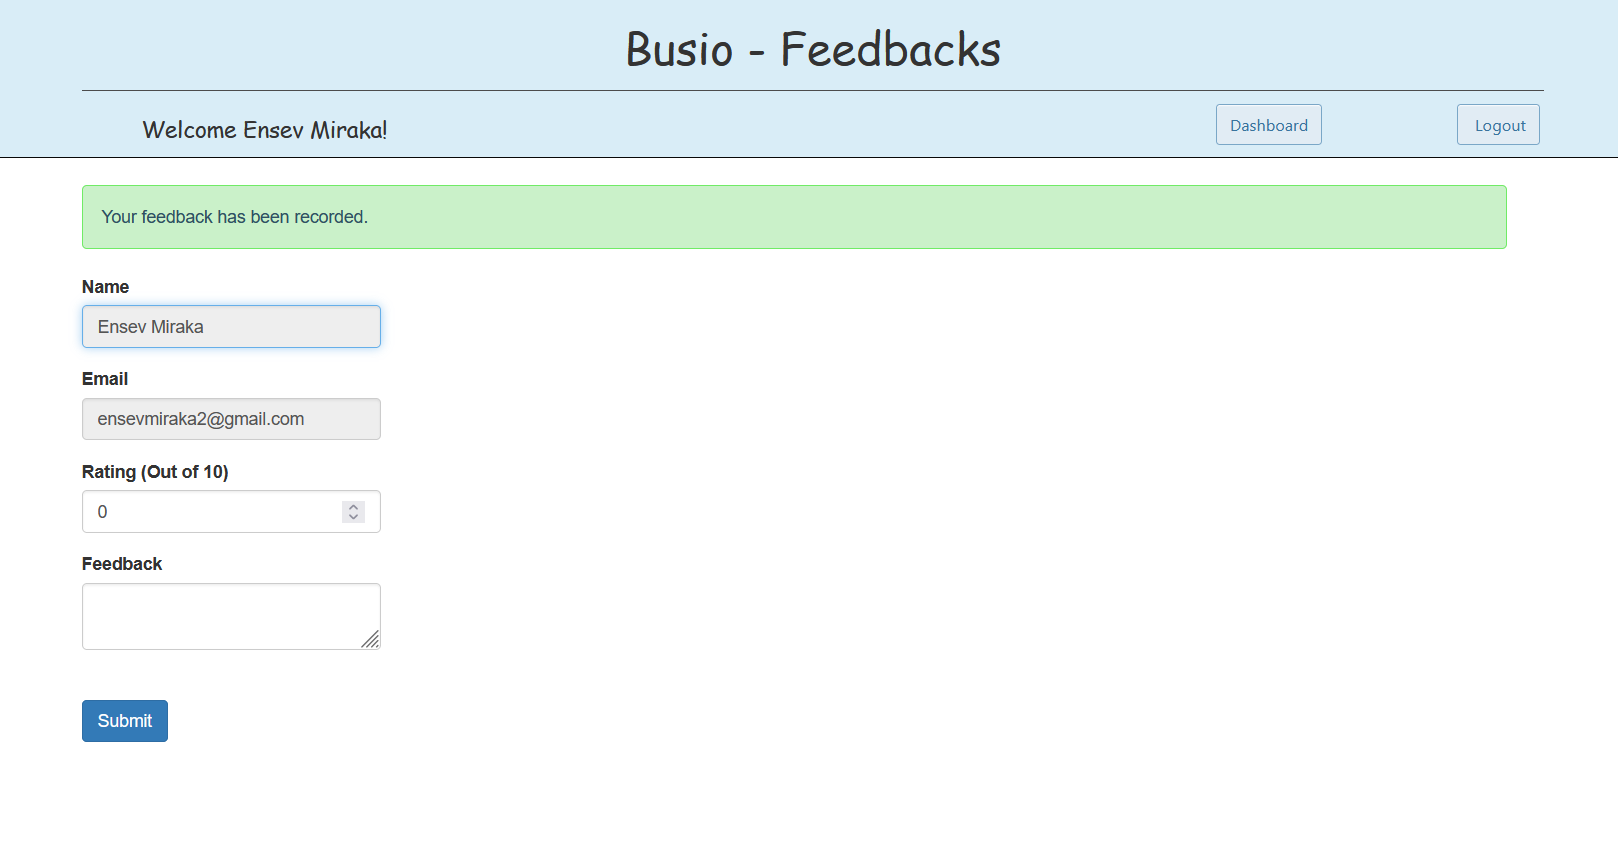 Busio - Feedbacks
Welcome Ensev Miraka!
Dashboard
Logout
Your feedback has been recorded.
Name
Ensev Miraka
Email
ensevmiraka2@gmail.com
Rating (Out of 10)
0
Feedback
Submit